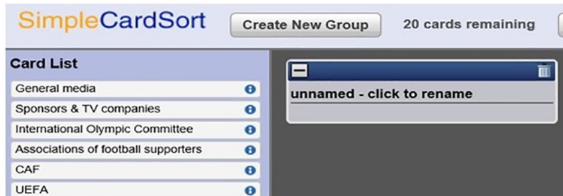 SimpleCardSort
Create New Group
20 cards remaining
Card List
General media
Sponsors & TV companies
International Olympic Committee
Associations of football supporters
CAF
UEFA
unnamed - click to rename